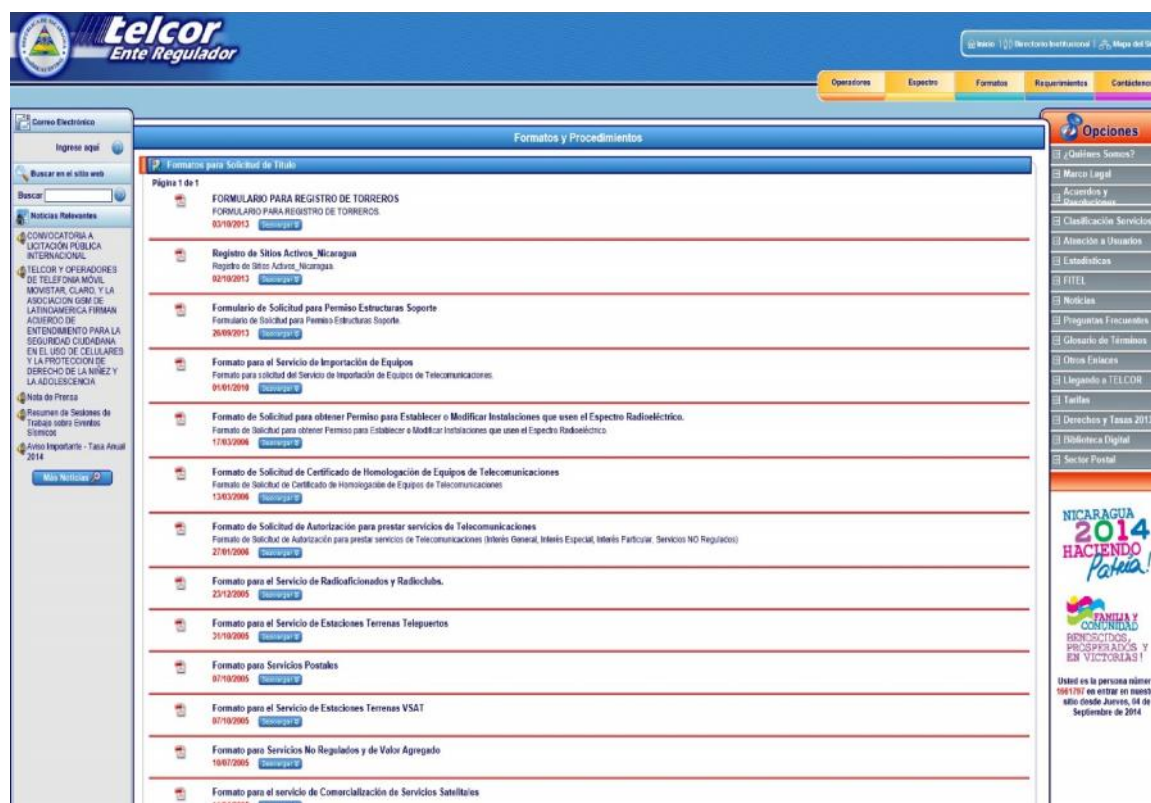 telcor
Ente Regulador
Inicio
Directorio Institucional
Mapa del
Operadores
Espectro
Formatos
Requerimientos
Contácteno
Correo Electrónico
Ingrese aquí
Buscar en el sitio web
Buscar
Noticias Relevantes
CONVOCATORIA A
LICITACIÓN PÚBLICA
INTERNACIONAL
TELCOR Y OPERADORES
DE TELEFONIA MÓVIL
MOVISTAR, CLARO, Y LA
ASOCIACION GSM DE
LATINOAMERICA FIRMAN
ACUERDO DE
ENTENDIMIENTO PARA LA
SEGURIDAD CIUDADANA
EN EL USO DE CELULARES
Y LA PROTECCION DE
DERECHO DE LA NIÑEZ Y
LA ADOLESCENCIA
Nota de Prensa
Resumen de Sesiones de
Trabajo sobre Eventos
Sísmicos
Aviso Importante - Tasa Anual
2014
Más Noticias
Formatos y Procedimientos
Formatos para Solicitud de Título
Página 1 de 1
FORMULARIO PARA REGISTRO DE TORREROS
FORMULARIO PARA REGISTRO DE TORREROS.
03/10/2013 Descargar
Registro de Sitios Activos_Nicaragua
Registro de Sitios Activos_Nicaragua.
02/10/2013 Descargar
Formulario de Solicitud para Permiso Estructuras Soporte
Formulario de Solicitud para Permiso Estructuras Soporte.
26/09/2013 Descargar
Formato para el Servicio de Importación de Equipos
Formato para solicitud del Servicio de Importación de Equipos de Telecomunicaciones.
01/01/2010 Descargar
Formato de Solicitud para obtener Permiso para Establecer o Modificar Instalaciones que usen el Espectro Radioeléctrico.
Formato de Solicitud para obtener Permiso para Establecer o Modificar Instalaciones que usen el Espectro Radioeléctrico.
17/03/2006 Descargar
Formato de Solicitud de Certificado de Homologación de Equipos de Telecomunicaciones
Formato de Solicitud de Certificado de Homologación de Equipos de Telecomunicaciones
13/03/2006 Descargar
Formato de Solicitud de Autorización para prestar servicios de Telecomunicaciones
Formato de Solicitud de Autorización para prestar servicios de Telecomunicaciones (Interés General, Interés Especial, Interés Particular, Servicios NO Regulados)
27/01/2006 Descargar
Formato para el Servicio de Radioaficionados y Radioclubs.
23/12/2005 Descargar
Formato para el Servicio de Estaciones Terrenas Telepuertos
31/10/2005 Descargar
Formato para Servicios Postales
07/10/2005 Descargar
Formato para el Servicio de Estaciones Terrenas VSAT
07/10/2005 Descargar
Formato para Servicios No Regulados y de Valor Agregado
10/07/2005 Descargar
Formato para el servicio de Comercialización de Servicios Satelitales
Opciones
¿Quiénes Somos?
Marco Legal
Acuerdos y
Resoluciones
Clasificación Servicios
Atención a Usuarios
Estadísticas
FITEL
Noticias
Preguntas Frecuentes
Glosario de Términos
Otros Enlaces
Llegando a TELCOR
Tarifas
Derechos y Tasas 2013
Biblioteca Digital
Sector Postal
NICARAGUA
2014
HACIENDO
Patria!
FAMILIA Y
COMUNIDAD
BENDECIDOS,
PROSPERADOS Y
EN VICTORIAS!
Usted es la persona númer
1661797 en entrar en nuest
sitio desde Jueves, 04 de
Septiembre de 2014